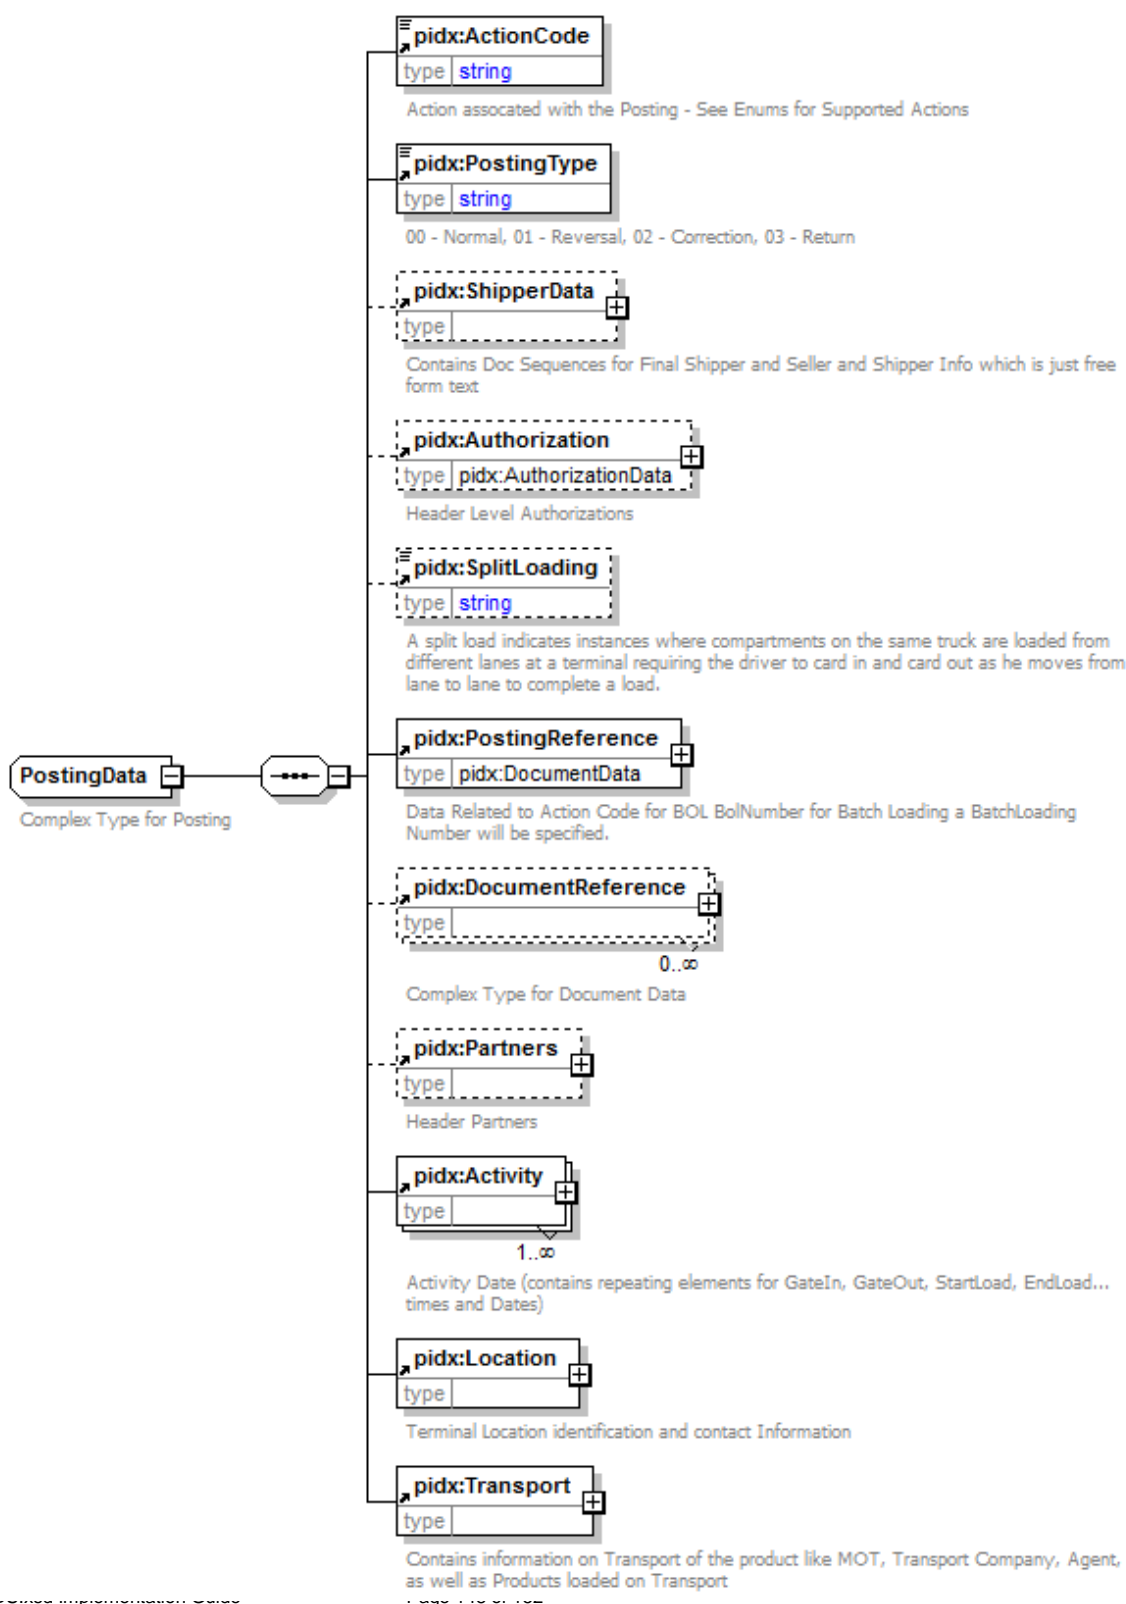 pidx:ActionCode
type string
Action assocated with the Posting - See Enums for Supported Actions
pidx:PostingType
type string
00 - Normal, 01 - Reversal, 02 - Correction, 03 - Return
pidx:ShipperData
type
Contains Doc Sequences for Final Shipper and Seller and Shipper Info which is just free
form text
pidx:Authorization
type pidx:AuthorizationData
Header Level Authorizations
pidx:SplitLoading
type string
A split load indicates instances where compartments on the same truck are loaded from
different lanes at a terminal requiring the driver to card in and card out as he moves from
lane to lane to complete a load.
PostingData
Complex Type for Posting
pidx:PostingReference
type pidx:DocumentData
Data Related to Action Code for BOL BolNumber for Batch Loading a BatchLoading
Number will be specified.
pidx:DocumentReference
type
0..∞
Complex Type for Document Data
pidx:Partners
type
Header Partners
pidx:Activity
type
1..∞
Activity Date (contains repeating elements for GateIn, GateOut, StartLoad, EndLoad...
times and Dates)
pidx:Location
type
Terminal Location identification and contact Information
pidx:Transport
type
Contains information on Transport of the product like MOT, Transport Company, Agent,
as well as Products loaded on Transport
Implementation Guide